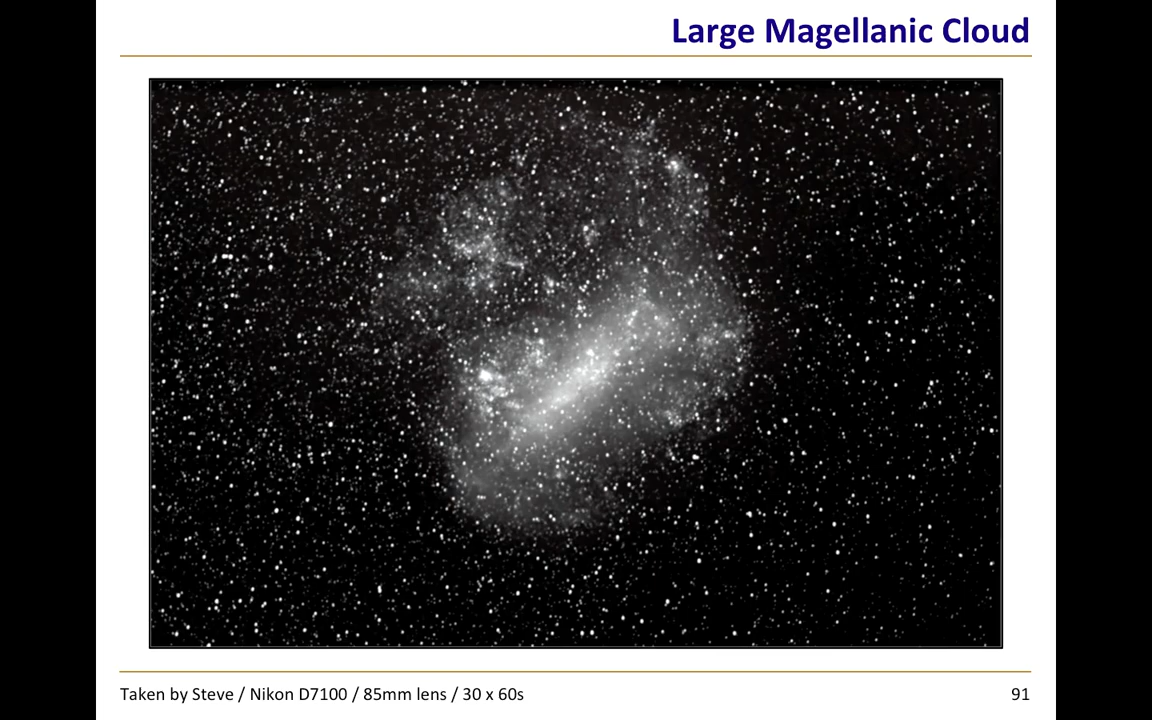 Large Magellanic Cloud
Taken by Steve / Nikon D7100 / 85mm lens / 30 x 60s
91